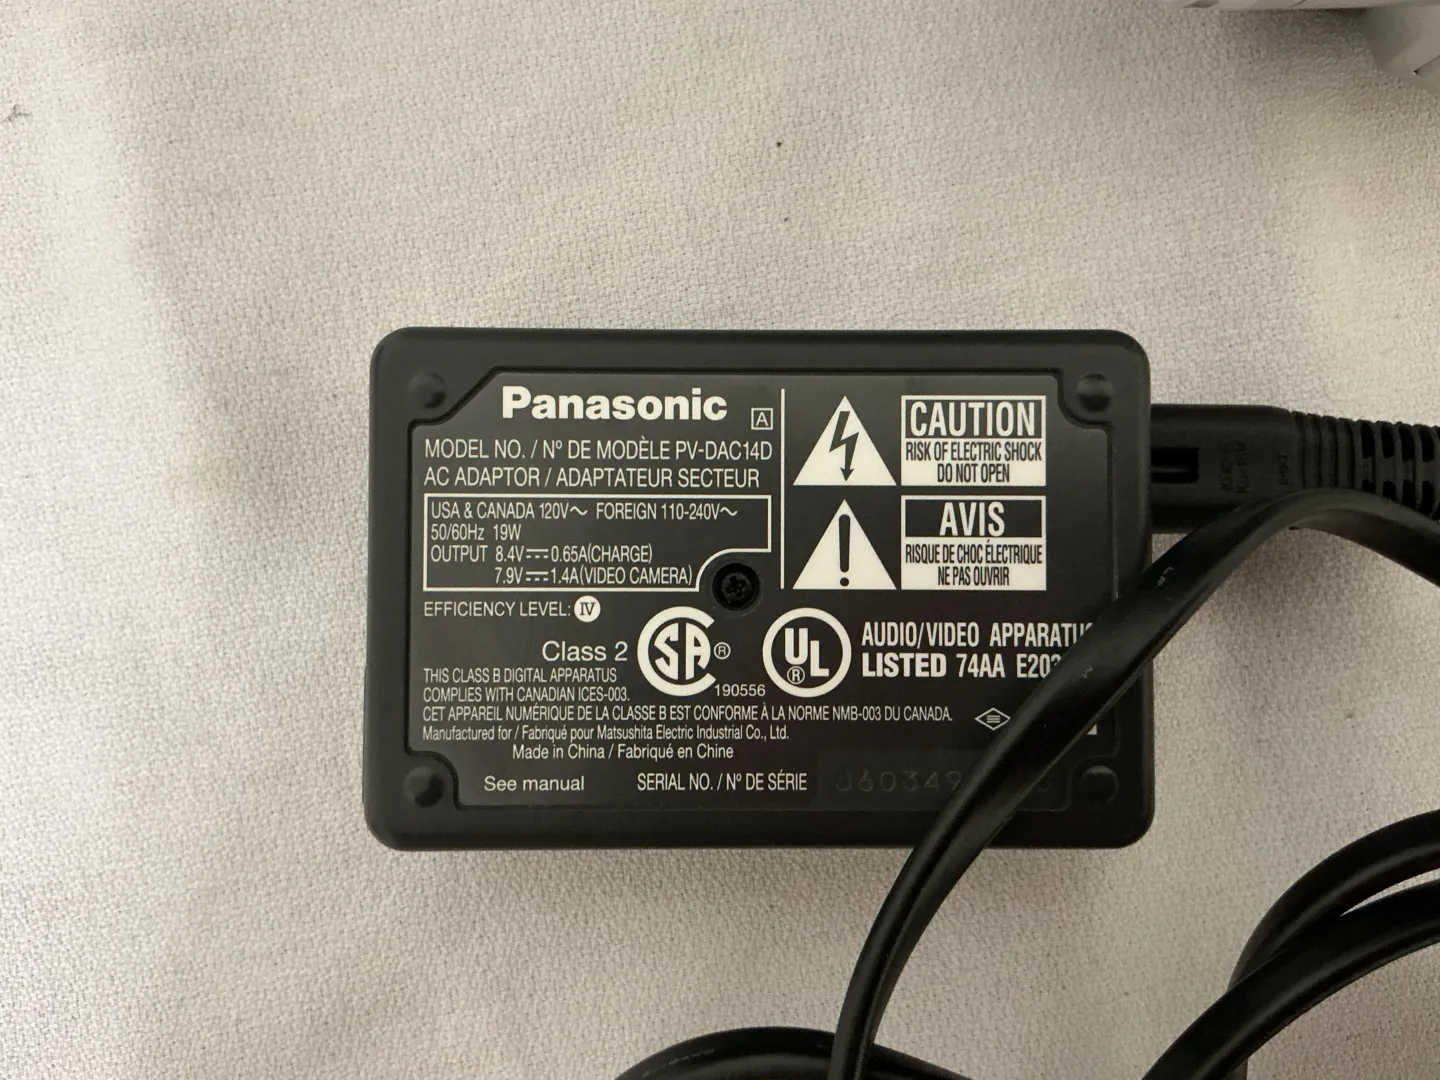 Panasonic A
MODEL NO. / Nº DE MODÈLE PV-DAC14D
AC ADAPTOR / ADAPTATEUR SECTEUR
USA & CANADA 120V～ FOREIGN 110-240V～
50/60Hz 19W
OUTPUT 8.4V⎓0.65A(CHARGE)
7.9V⎓1.4A(VIDEO CAMERA)
EFFICIENCY LEVEL: IV
CAUTION
RISK OF ELECTRIC SHOCK
DO NOT OPEN
AVIS
RISQUE DE CHOC ÉLECTRIQUE
NE PAS OUVRIR
Class 2 SA ® 190556
UL ® AUDIO/VIDEO
LISTED 74AA
THIS CLASS B DIGITAL APPARATUS
COMPLIES WITH CANADIAN ICES-003.
CET APPAREIL NUMÉRIQUE DE LA CLASSE B EST CONFORME À LA NORME NMB-003 DU CANADA.
Manufactured for / Fabriqué pour Matsushita Electric Industrial Co., Ltd.
Made in China / Fabriqué en Chine
See manual SERIAL NO. / Nº DE SÉRIE